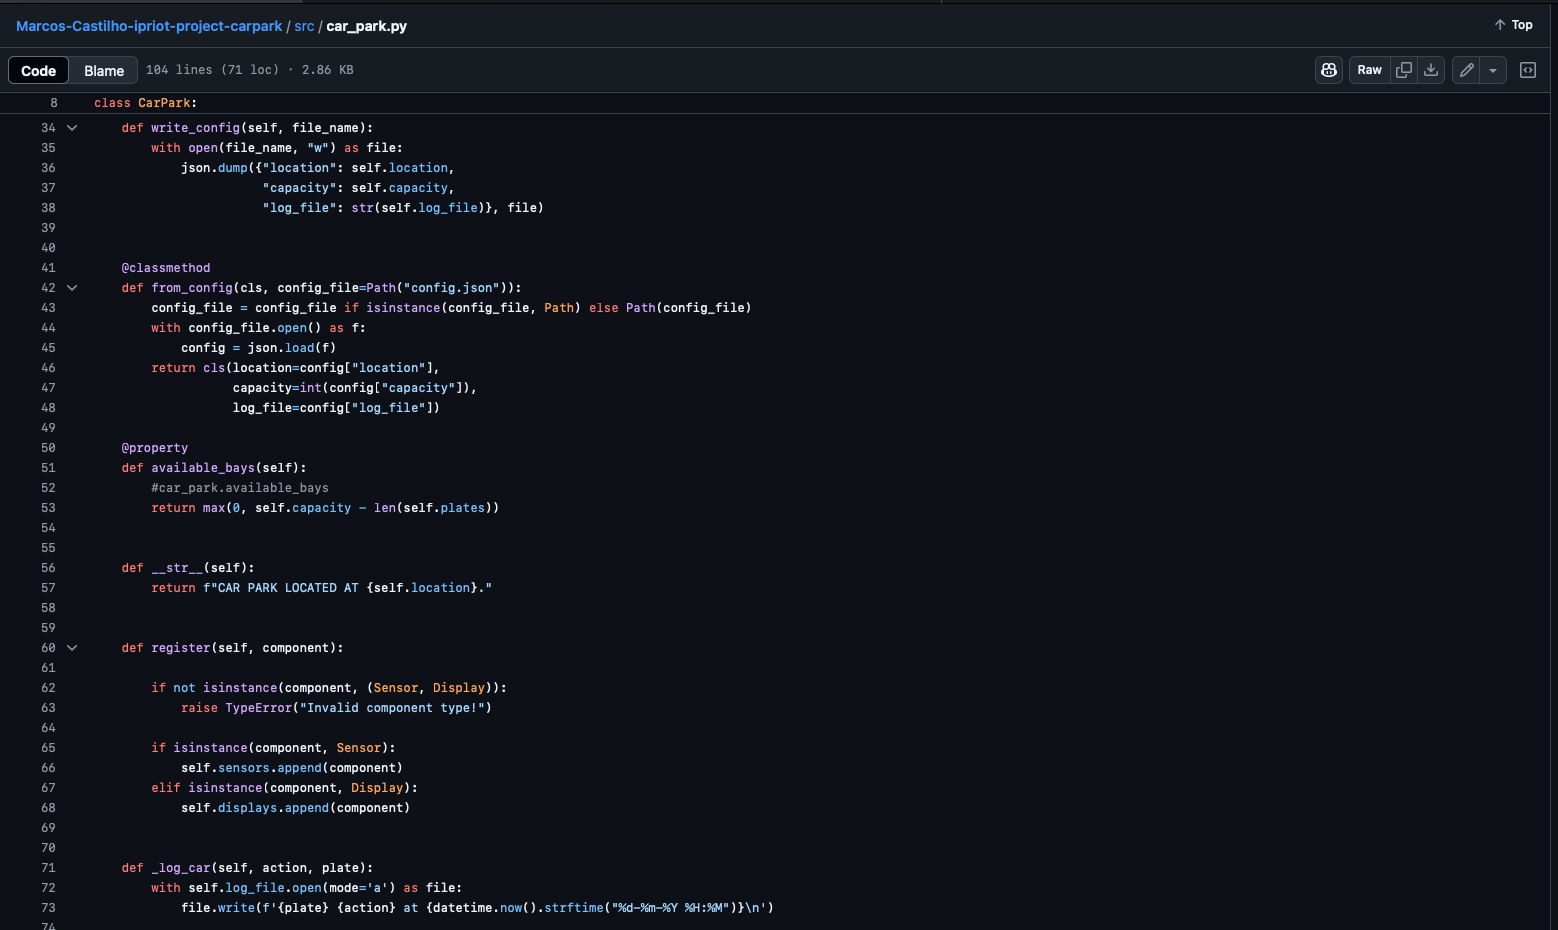 Marcos-Castilho-ipriot-project-carpark / src / car_park.py
Top
Code Blame 104 lines (71 loc) · 2.86 KB
Raw
8 class CarPark:
34 def write_config(self, file_name):
35 with open(file_name, "w") as file:
36 json.dump({"location": self.location,
37 "capacity": self.capacity,
38 "log_file": str(self.log_file)}, file)
39
40
41 @classmethod
42 def from_config(cls, config_file=Path("config.json")):
43 config_file = config_file if isinstance(config_file, Path) else Path(config_file)
44 with config_file.open() as f:
45 config = json.load(f)
46 return cls(location=config["location"],
47 capacity=int(config["capacity"]),
48 log_file=config["log_file"])
49
50 @property
51 def available_bays(self):
52 #car_park.available_bays
53 return max(0, self.capacity - len(self.plates))
54
55
56 def __str__(self):
57 return f"CAR PARK LOCATED AT {self.location}."
58
59
60 def register(self, component):
61
62 if not isinstance(component, (Sensor, Display)):
63 raise TypeError("Invalid component type!")
64
65 if isinstance(component, Sensor):
66 self.sensors.append(component)
67 elif isinstance(component, Display):
68 self.displays.append(component)
69
70
71 def _log_car(self, action, plate):
72 with self.log_file.open(mode='a') as file:
73 file.write(f'{plate} {action} at {datetime.now().strftime("%d-%m-%Y %H:%M")}\n')
74